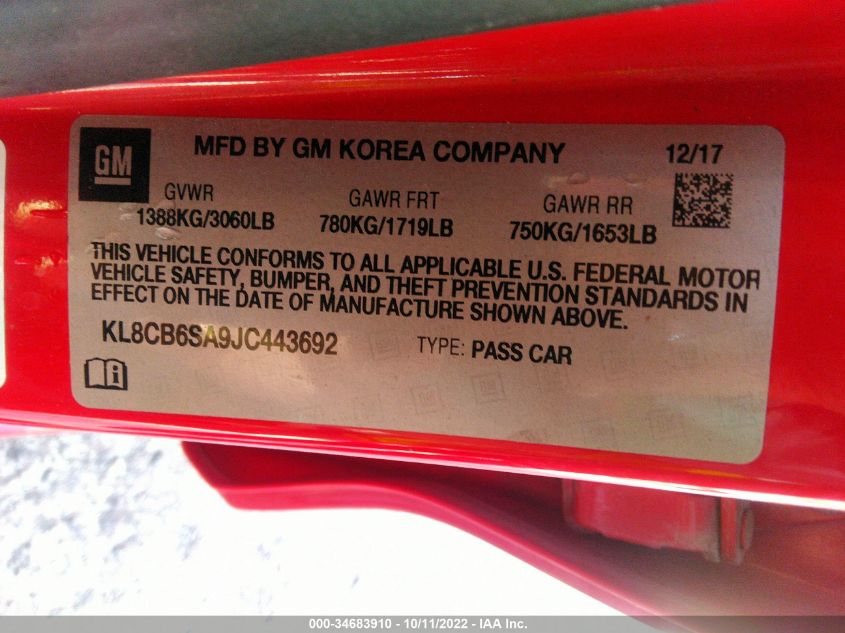 GM
MFD BY GM KOREA COMPANY 12/17
GVWR GAWR FRT GAWR RR
1388KG/3060LB 780KG/1719LB 750KG/1653LB
THIS VEHICLE CONFORMS TO ALL APPLICABLE U.S. FEDERAL MOTOR
VEHICLE SAFETY, BUMPER, AND THEFT PREVENTION STANDARDS IN
EFFECT ON THE DATE OF MANUFACTURE SHOWN ABOVE.
KL8CB6SA9JC443692 TYPE: PASS CAR
000-34683910 - 10/11/2022 - IAA Inc.